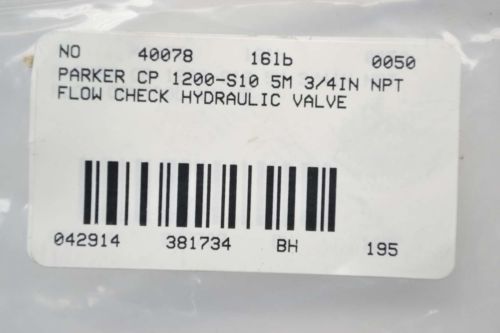 NO 40078 16lb 0050
PARKER CP 1200-S10 5M 3/4IN NPT
FLOW CHECK HYDRAULIC VALVE
042914 381734 BH 195